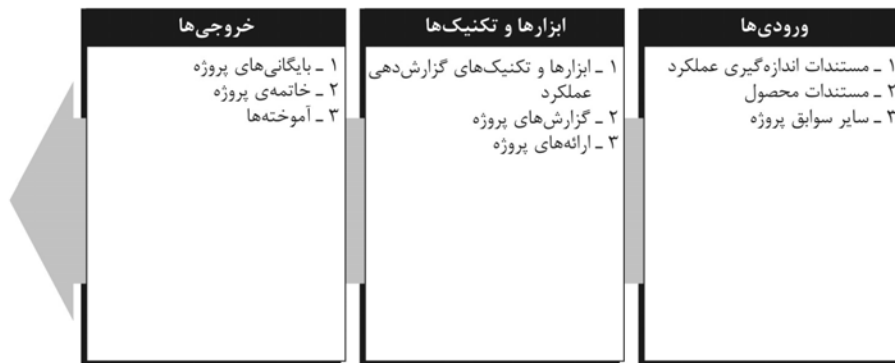 ورودی‌ها
۱ ـ مستندات اندازه‌گیری عملکرد
۲ ـ مستندات محصول
۳ ـ سایر سوابق پروژه
ابزارها و تکنیک‌ها
۱ ـ ابزارها و تکنیک‌های گزارش‌دهی
عملکرد
۲ ـ گزارش‌های پروژه
۳ ـ ارائه‌های پروژه
خروجی‌ها
۱ ـ بایگانی‌های پروژه
۲ ـ خاتمه‌ی پروژه
۳ ـ آموخته‌ها